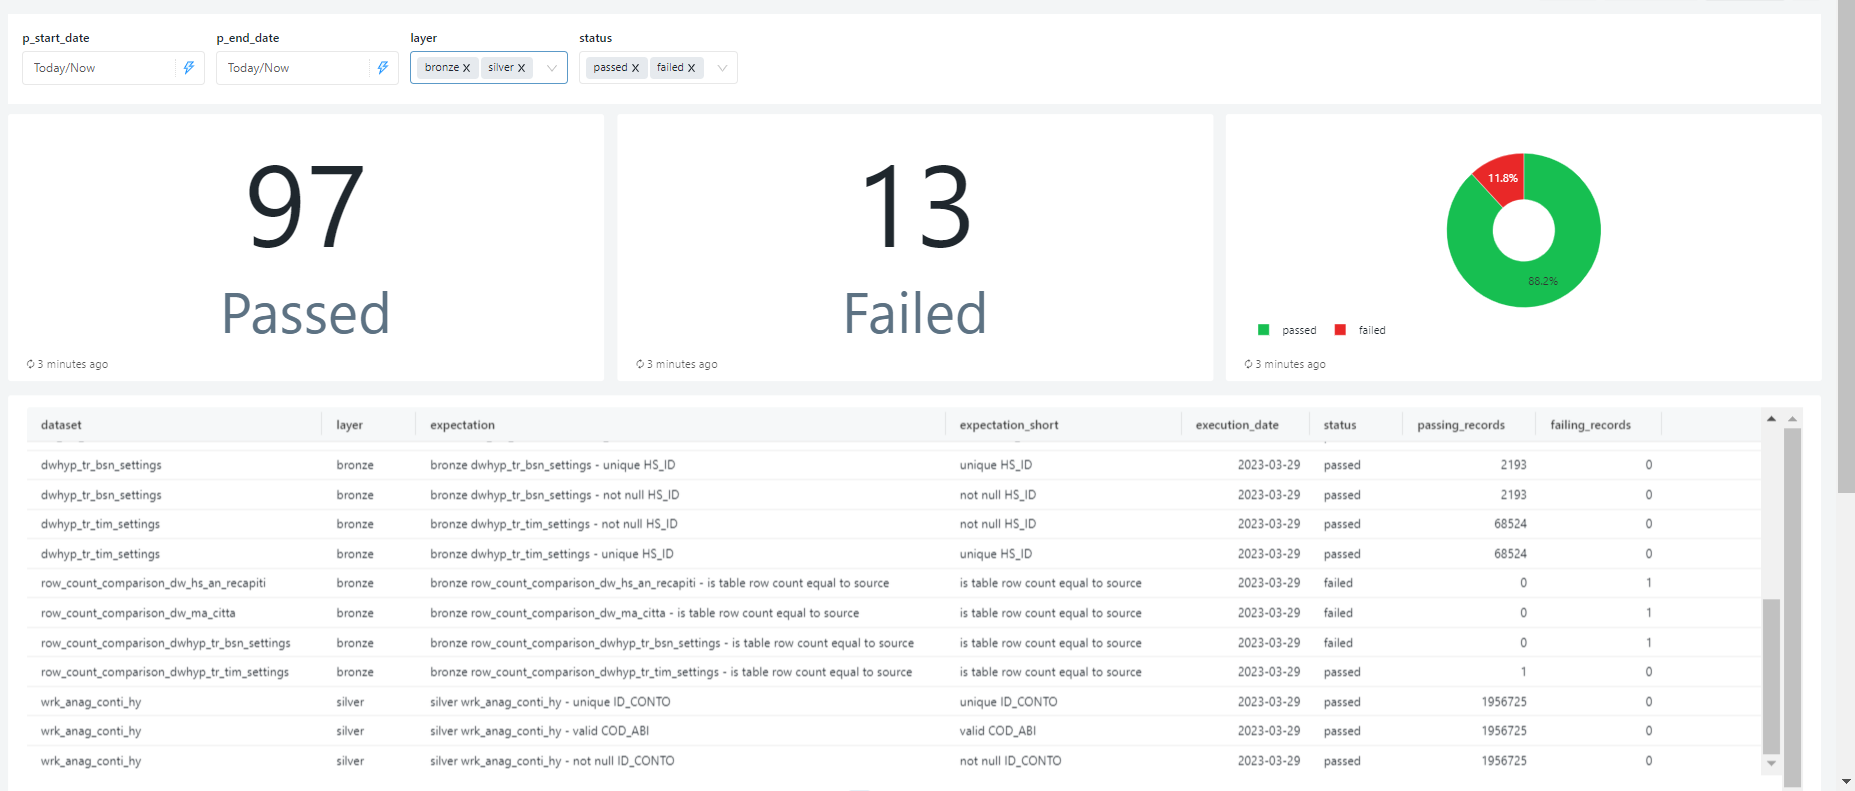 p_start_date p_end_date layer status
Today/Now Today/Now bronze X silver X passed X failed X
97
Passed
3 minutes ago
13
Failed
3 minutes ago
11.8%
88.2%
passed failed
3 minutes ago
dataset layer expectation expectation_short execution_date status passing_records failing_records
dwhyp_tr_bsn_settings bronze bronze dwhyp_tr_bsn_settings - unique HS_ID unique HS_ID 2023-03-29 passed 2193 0
dwhyp_tr_bsn_settings bronze bronze dwhyp_tr_bsn_settings - not null HS_ID not null HS_ID 2023-03-29 passed 2193 0
dwhyp_tr_tim_settings bronze bronze dwhyp_tr_tim_settings - not null HS_ID not null HS_ID 2023-03-29 passed 68524 0
dwhyp_tr_tim_settings bronze bronze dwhyp_tr_tim_settings - unique HS_ID unique HS_ID 2023-03-29 passed 68524 0
row_count_comparison_dw_hs_an_recapiti bronze bronze row_count_comparison_dw_hs_an_recapiti - is table row count equal to source is table row count equal to source 2023-03-29 failed 0 1
row_count_comparison_dw_ma_citta bronze bronze row_count_comparison_dw_ma_citta - is table row count equal to source is table row count equal to source 2023-03-29 failed 0 1
row_count_comparison_dwhyp_tr_bsn_settings bronze bronze row_count_comparison_dwhyp_tr_bsn_settings - is table row count equal to source is table row count equal to source 2023-03-29 failed 0 1
row_count_comparison_dwhyp_tr_tim_settings bronze bronze row_count_comparison_dwhyp_tr_tim_settings - is table row count equal to source is table row count equal to source 2023-03-29 passed 1 0
wrk_anag_conti_hy silver silver wrk_anag_conti_hy - unique ID_CONTO unique ID_CONTO 2023-03-29 passed 1956725 0
wrk_anag_conti_hy silver silver wrk_anag_conti_hy - valid COD_ABI valid COD_ABI 2023-03-29 passed 1956725 0
wrk_anag_conti_hy silver silver wrk_anag_conti_hy - not null ID_CONTO not null ID_CONTO 2023-03-29 passed 1956725 0